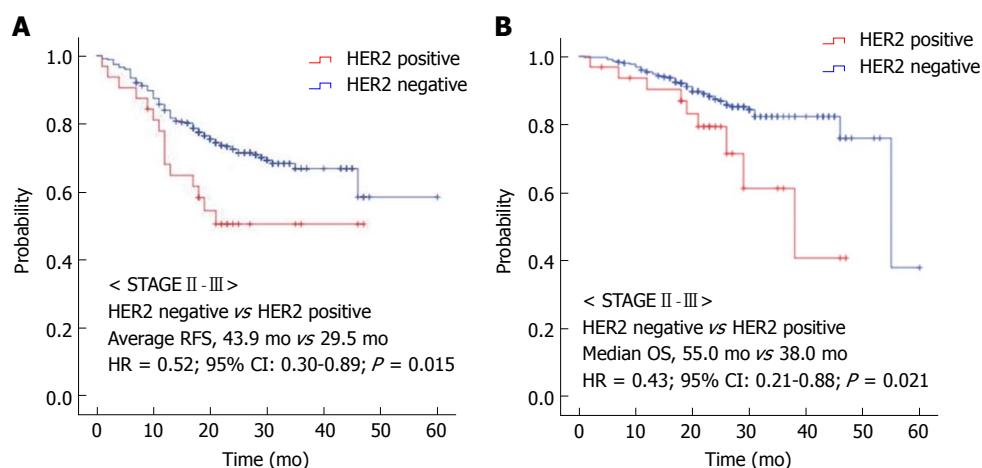 A
HER2 positive
HER2 negative
Probability
1.0
0.8
0.6
0.4
0.2
0.0
< STAGE Ⅱ-Ⅲ >
HER2 negative vs HER2 positive
Average RFS, 43.9 mo vs 29.5 mo
HR = 0.52; 95% CI: 0.30-0.89; P = 0.015
0 10 20 30 40 50 60
Time (mo)
B
HER2 positive
HER2 negative
Probability
1.0
0.8
0.6
0.4
0.2
0.0
< STAGE Ⅱ-Ⅲ >
HER2 negative vs HER2 positive
Median OS, 55.0 mo vs 38.0 mo
HR = 0.43; 95% CI: 0.21-0.88; P = 0.021
0 10 20 30 40 50 60
Time (mo)